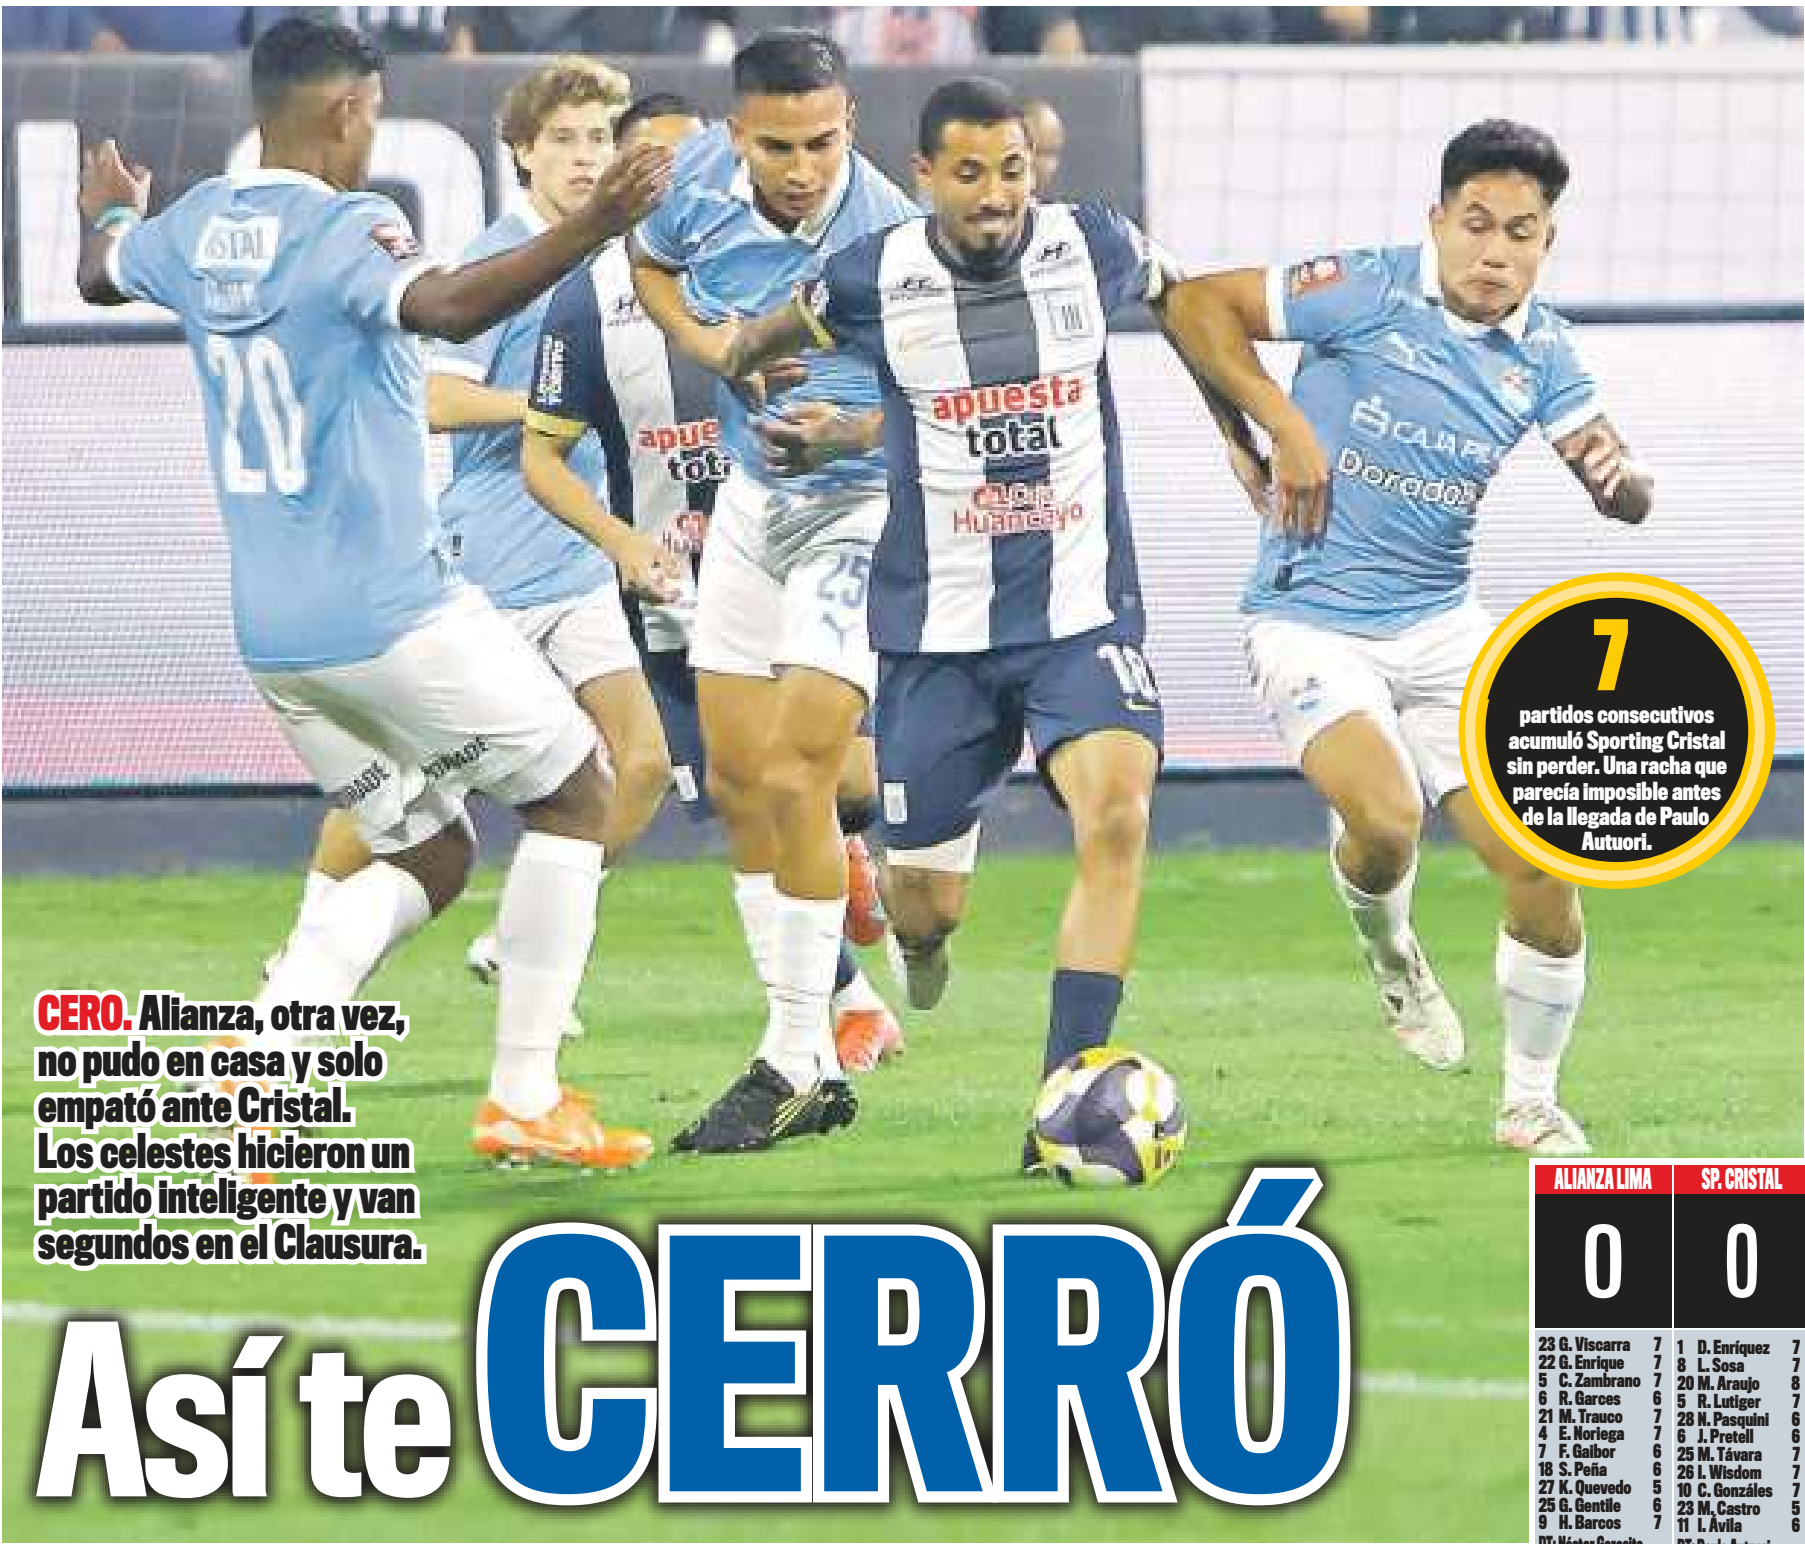 20
apuesta
total
Huancayo
Dorados
25
18
7
partidos consecutivos
acumuló Sporting Cristal
sin perder. Una racha que
parecía imposible antes
de la llegada de Paulo
Autuori.
CERO. Alianza, otra vez,
no pudo en casa y solo
empató ante Cristal.
Los celestes hicieron un
partido inteligente y van
segundos en el Clausura.
Así te CERRÓ
ALIANZA LIMA
0
23 G. Viscarra 7
22 G. Enrique 7
5 C. Zambrano 7
6 R. Garces 6
21 M. Trauco 7
4 E. Noriega 7
7 F. Gaibor 6
18 S. Peña 6
27 K. Quevedo 5
25 G. Gentile 6
9 H. Barcos 7
SP. CRISTAL
0
1 D. Enríquez 7
8 L. Sosa 7
20 M. Araujo 8
5 R. Lutiger 7
28 N. Pasquini 6
6 J. Pretell 6
25 M. Távara 7
26 I. Wisdom 7
10 C. Gonzáles 7
23 M. Castro 5
11 I. Ávila 6